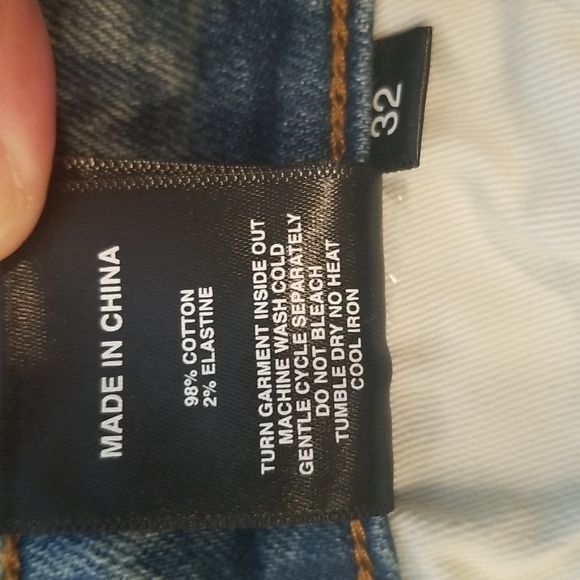 32
MADE IN CHINA
98% COTTON
2% ELASTINE
TURN GARMENT INSIDE OUT
MACHINE WASH COLD
GENTLE CYCLE SEPARATELY
DO NOT BLEACH
TUMBLE DRY NO HEAT
COOL IRON